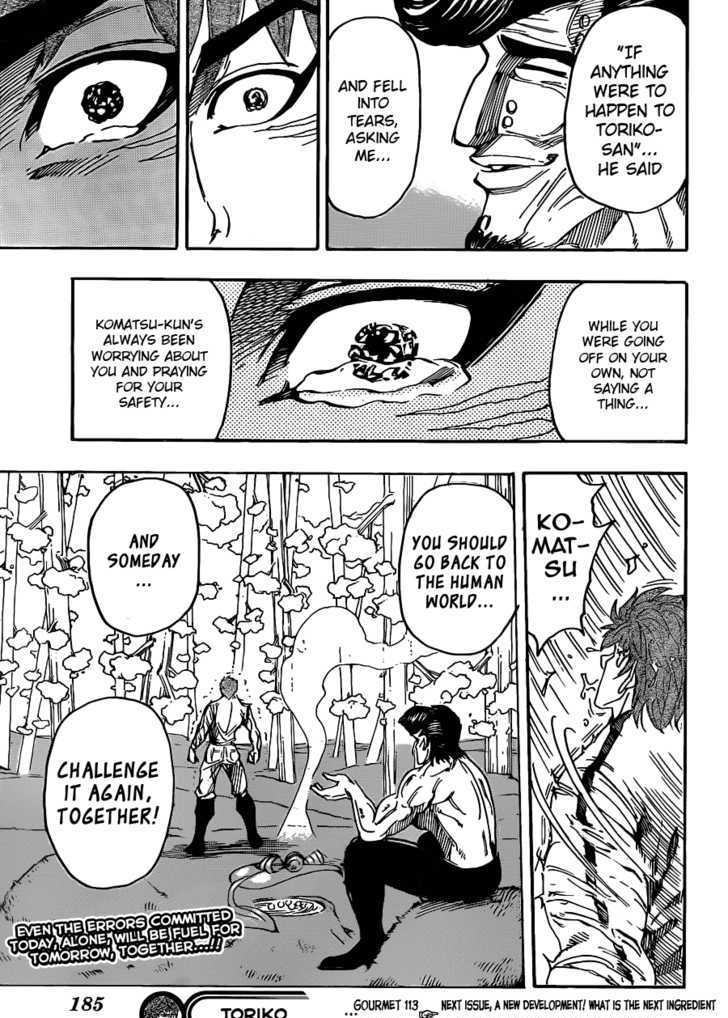 "IF
ANYTHING
WERE TO
HAPPEN TO
TORIKO-
SAN"...
HE SAID
AND FELL
INTO
TEARS,
ASKING
ME...
WHILE YOU
WERE GOING
OFF ON YOUR
OWN, NOT
SAYING A
THING...
KOMATSU-KUN'S
ALWAYS BEEN
WORRYING ABOUT
YOU AND PRAYING
FOR YOUR
SAFETY...
KO-
MAT-
SU
...
YOU SHOULD
GO BACK TO
THE HUMAN
WORLD...
AND
SOMEDAY
...
CHALLENGE
IT AGAIN,
TOGETHER!
EVEN THE ERRORS COMMITTED
TODAY, ALONE, WILL BE FUEL FOR
TOMORROW, TOGETHER...!!
185
TORIKO
GOURMET 113
...
NEXT ISSUE, A NEW DEVELOPMENT! WHAT IS THE NEXT INGREDIENT